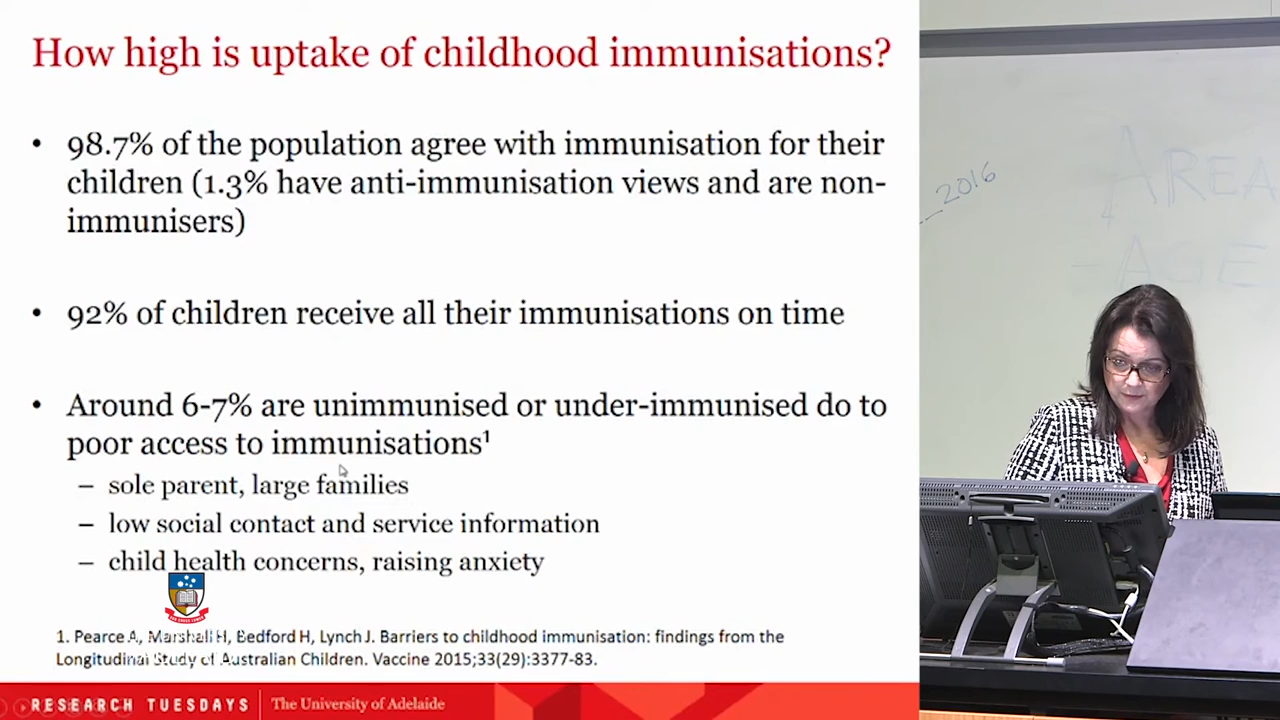 How high is uptake of childhood immunisations?
• 98.7% of the population agree with immunisation for their
children (1.3% have anti-immunisation views and are non-
immunisers)
• 92% of children receive all their immunisations on time
• Around 6-7% are unimmunised or under-immunised do to
poor access to immunisations¹
– sole parent, large families
– low social contact and service information
– child health concerns, raising anxiety
1. Pearce A, Marshall H, Bedford H, Lynch J. Barriers to childhood immunisation: findings from the
Longitudinal Study of Australian Children. Vaccine 2015;33(29):3377-83.
RESEARCH TUESDAYS The University of Adelaide
2016
AREA
- AGE